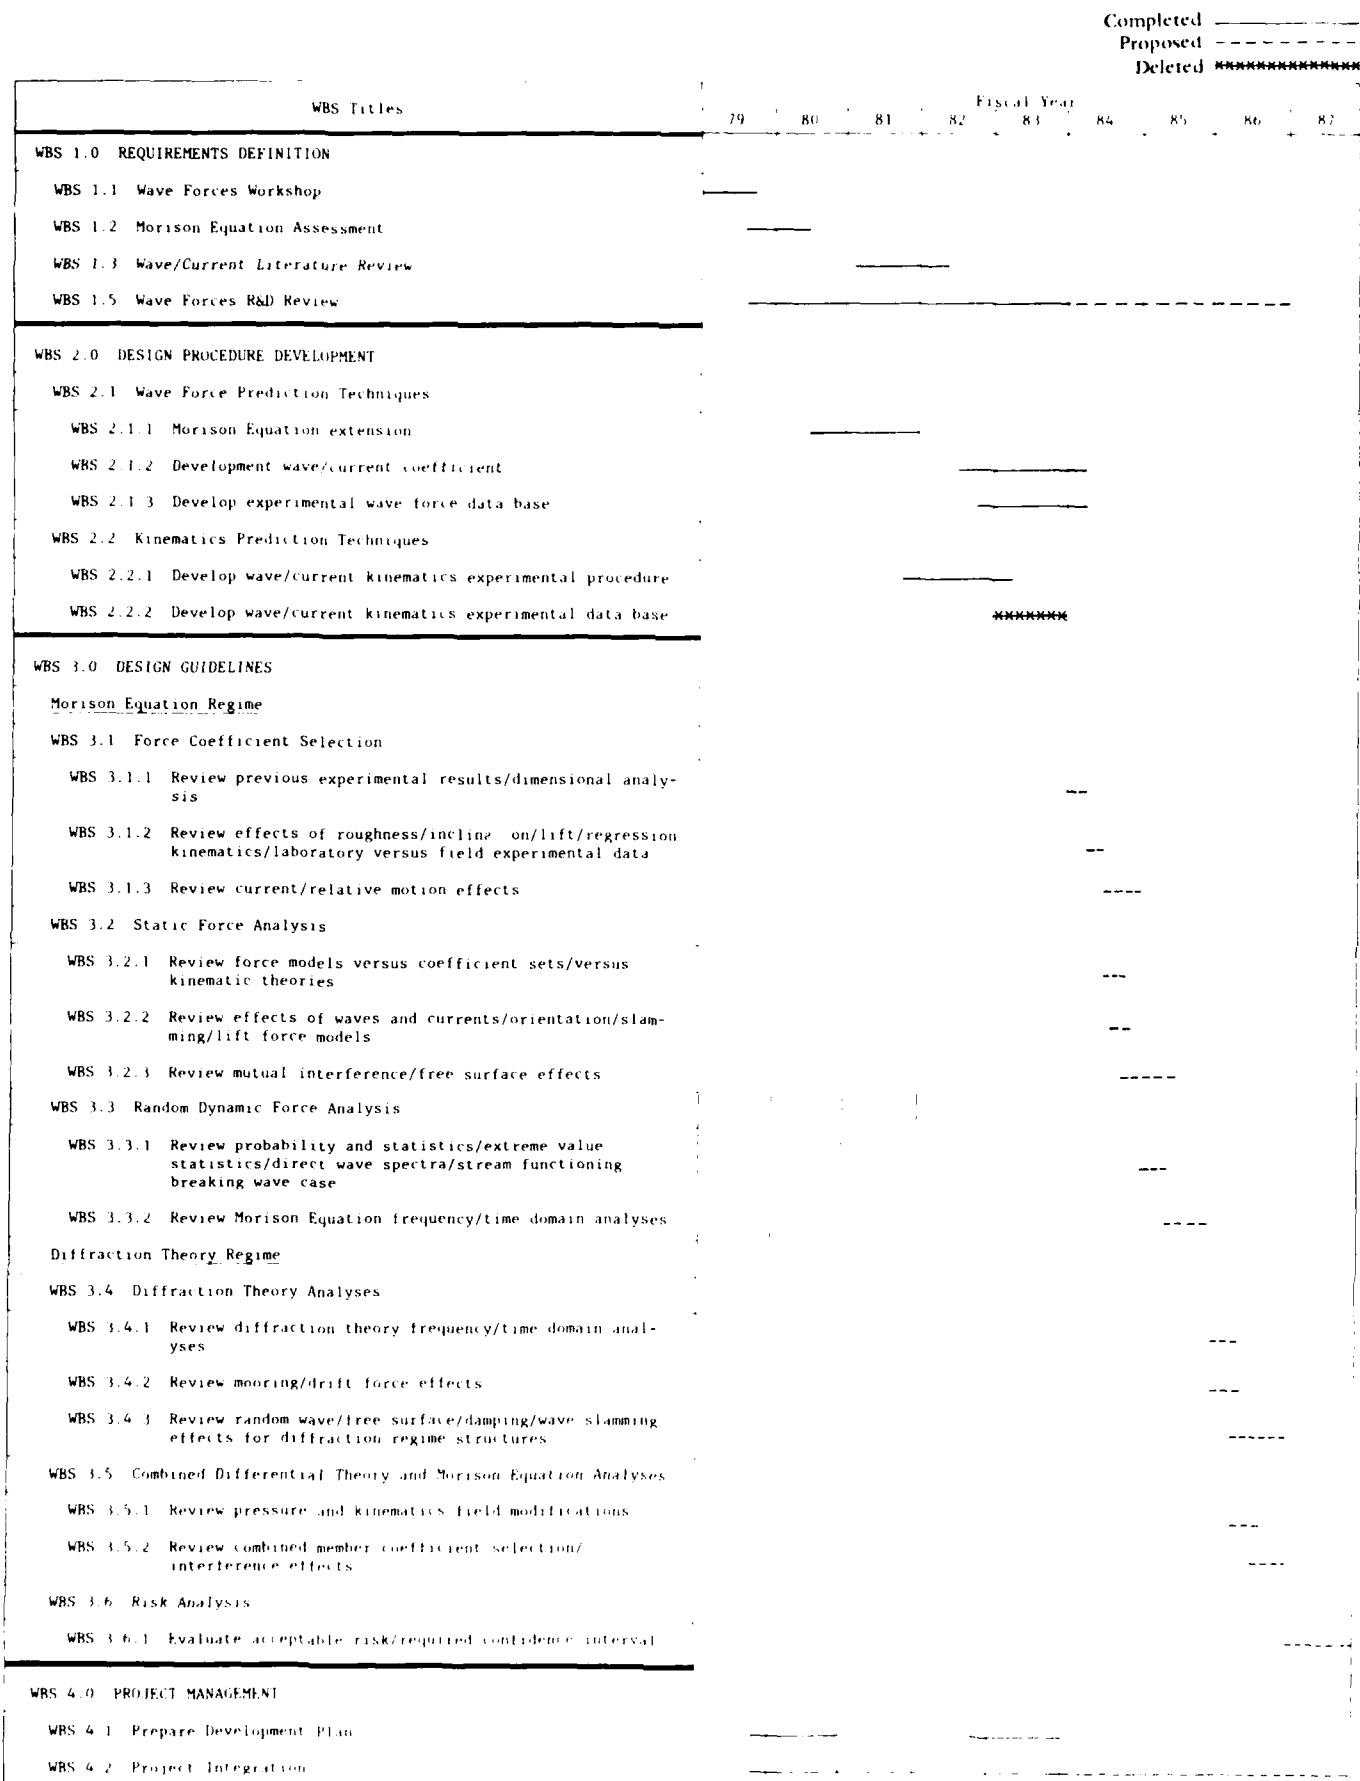 Completed
Proposed
Deleted
WBS Titles
Fiscal Year
79 80 81 82 83 84 85 86 87
WBS 1.0 REQUIREMENTS DEFINITION
WBS 1.1 Wave Forces Workshop
WBS 1.2 Morison Equation Assessment
WBS 1.3 Wave/Current Literature Review
WBS 1.5 Wave Forces R&D Review
WBS 2.0 DESIGN PROCEDURE DEVELOPMENT
WBS 2.1 Wave Force Prediction Techniques
WBS 2.1.1 Morison Equation extension
WBS 2.1.2 Development wave/current coefficient
WBS 2.1.3 Develop experimental wave force data base
WBS 2.2 Kinematics Prediction Techniques
WBS 2.2.1 Develop wave/current kinematics experimental procedure
WBS 2.2.2 Develop wave/current kinematics experimental data base
WBS 3.0 DESIGN GUIDELINES
Morison Equation Regime
WBS 3.1 Force Coefficient Selection
WBS 3.1.1 Review previous experimental results/dimensional analy-
sis
WBS 3.1.2 Review effects of roughness/inclina on/lift/regression
kinematics/laboratory versus field experimental data
WBS 3.1.3 Review current/relative motion effects
WBS 3.2 Static Force Analysis
WBS 3.2.1 Review force models versus coefficient sets/versus
kinematic theories
WBS 3.2.2 Review effects of waves and currents/orientation/slam-
ming/lift force models
WBS 3.2.3 Review mutual interference/free surface effects
WBS 3.3 Random Dynamic Force Analysis
WBS 3.3.1 Review probability and statistics/extreme value
statistics/direct wave spectra/stream functioning
breaking wave case
WBS 3.3.2 Review Morison Equation frequency/time domain analyses
Diffraction Theory Regime
WBS 3.4 Diffraction Theory Analyses
WBS 3.4.1 Review diffraction theory frequency/time domain anal-
yses
WBS 3.4.2 Review mooring/drift force effects
WBS 3.4.3 Review random wave/free surface/damping/wave slamming
effects for diffraction regime structures
WBS 3.5 Combined Differential Theory and Morison Equation Analyses
WBS 3.5.1 Review pressure and kinematics field modifications
WBS 3.5.2 Review combined member coefficient selection/
interference effects
WBS 3.6 Risk Analysis
WBS 3.6.1 Evaluate acceptable risk/required confidence interval
WBS 4.0 PROJECT MANAGEMENT
WBS 4.1 Prepare Development Plan
WBS 4.2 Project Integration